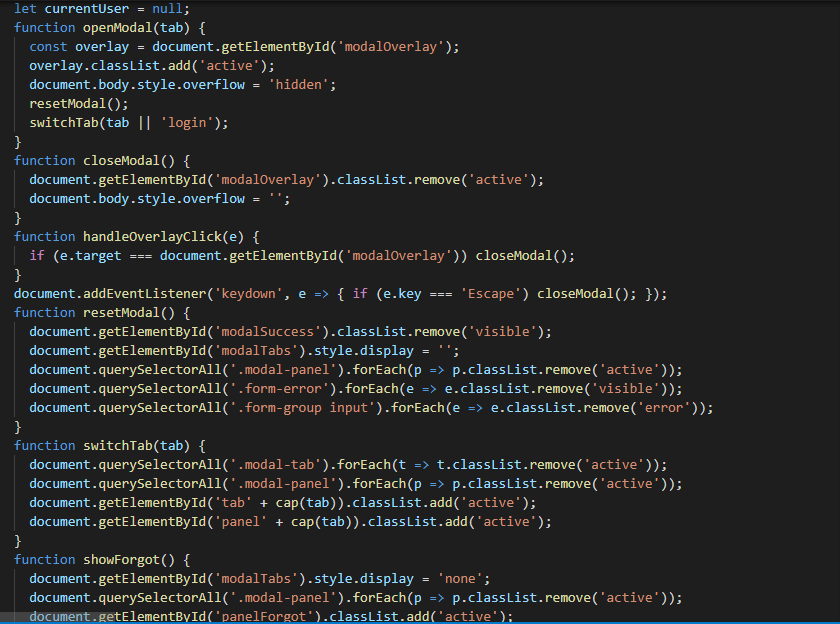 let currentUser = null;
function openModal(tab) {
  const overlay = document.getElementById('modalOverlay');
  overlay.classList.add('active');
  document.body.style.overflow = 'hidden';
  resetModal();
  switchTab(tab || 'login');
}
function closeModal() {
  document.getElementById('modalOverlay').classList.remove('active');
  document.body.style.overflow = '';
}
function handleOverlayClick(e) {
  if (e.target === document.getElementById('modalOverlay')) closeModal();
}
document.addEventListener('keydown', e => { if (e.key === 'Escape') closeModal(); });
function resetModal() {
  document.getElementById('modalSuccess').classList.remove('visible');
  document.getElementById('modalTabs').style.display = '';
  document.querySelectorAll('.modal-panel').forEach(p => p.classList.remove('active'));
  document.querySelectorAll('.form-error').forEach(e => e.classList.remove('visible'));
  document.querySelectorAll('.form-group input').forEach(e => e.classList.remove('error'));
}
function switchTab(tab) {
  document.querySelectorAll('.modal-tab').forEach(t => t.classList.remove('active'));
  document.querySelectorAll('.modal-panel').forEach(p => p.classList.remove('active'));
  document.getElementById('tab' + cap(tab)).classList.add('active');
  document.getElementById('panel' + cap(tab)).classList.add('active');
}
function showForgot() {
  document.getElementById('modalTabs').style.display = 'none';
  document.querySelectorAll('.modal-panel').forEach(p => p.classList.remove('active'));
  document.getElementById('panelForgot').classList.add('active');